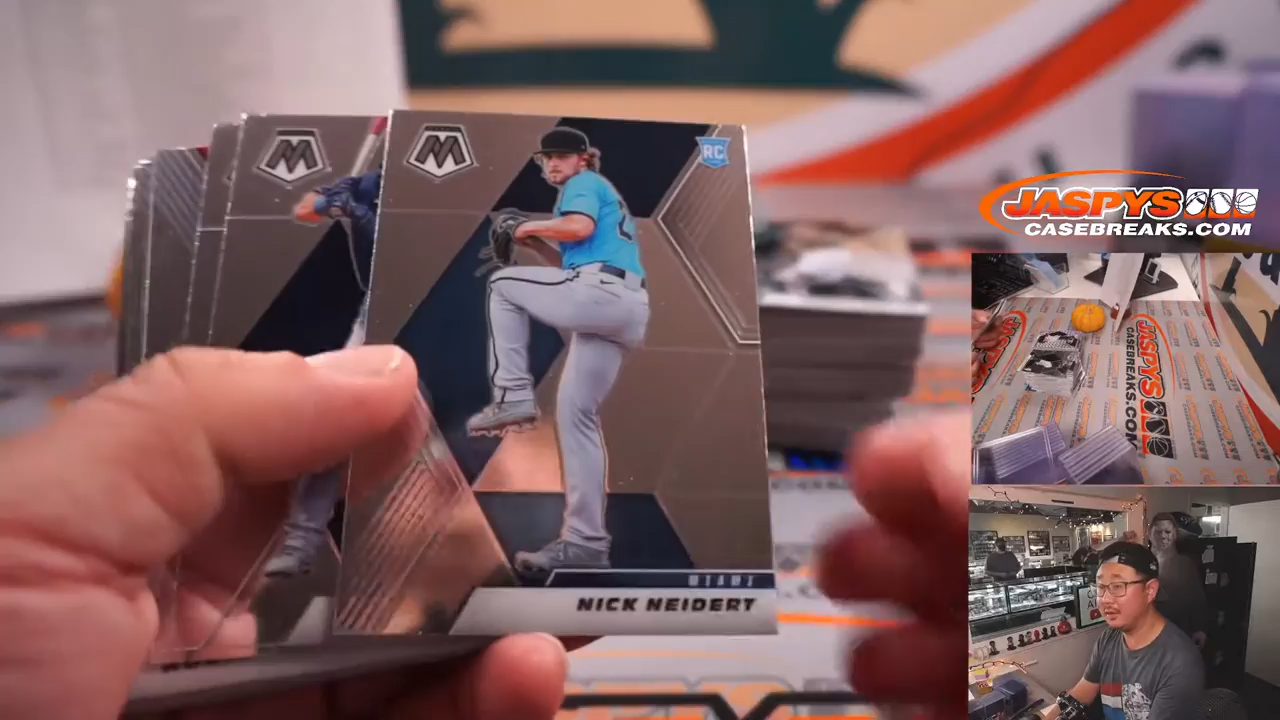 M
M
RC
MIAMI
NICK NEIDERT
JASPYS
CASEBREAKS.COM
JASPYS
CASEBREAKS.COM